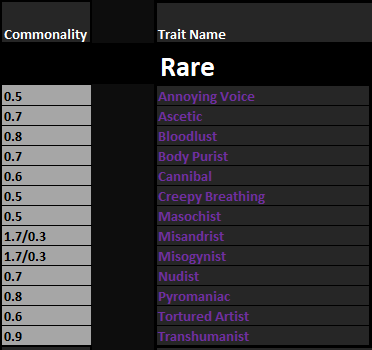 Commonality Trait Name
Rare
0.5 Annoying Voice
0.7 Ascetic
0.8 Bloodlust
0.7 Body Purist
0.6 Cannibal
0.5 Creepy Breathing
0.5 Masochist
1.7/0.3 Misandrist
1.7/0.3 Misogynist
0.7 Nudist
0.8 Pyromaniac
0.6 Tortured Artist
0.9 Transhumanist